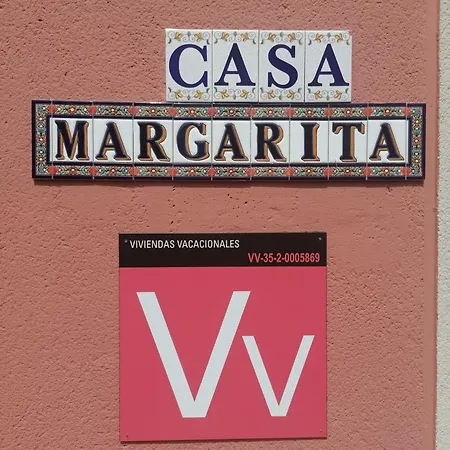 CASA
MARGARITA
VIVIENDAS VACACIONALES
VV-35-2-0005869
Vv